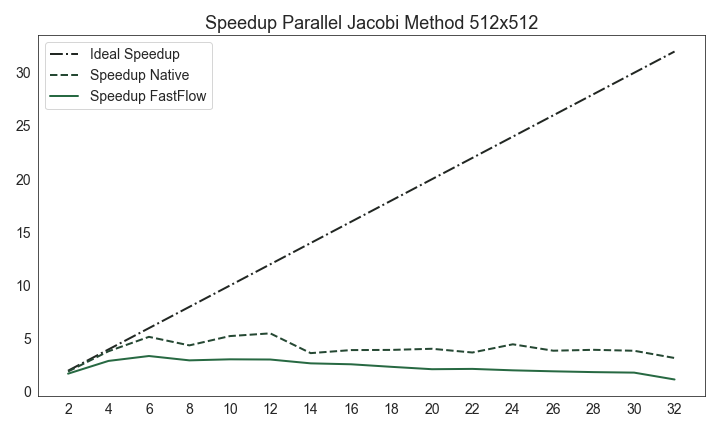 Speedup Parallel Jacobi Method 512x512
Ideal Speedup
Speedup Native
Speedup FastFlow
30
25
20
15
10
5
0
2 4 6 8 10 12 14 16 18 20 22 24 26 28 30 32